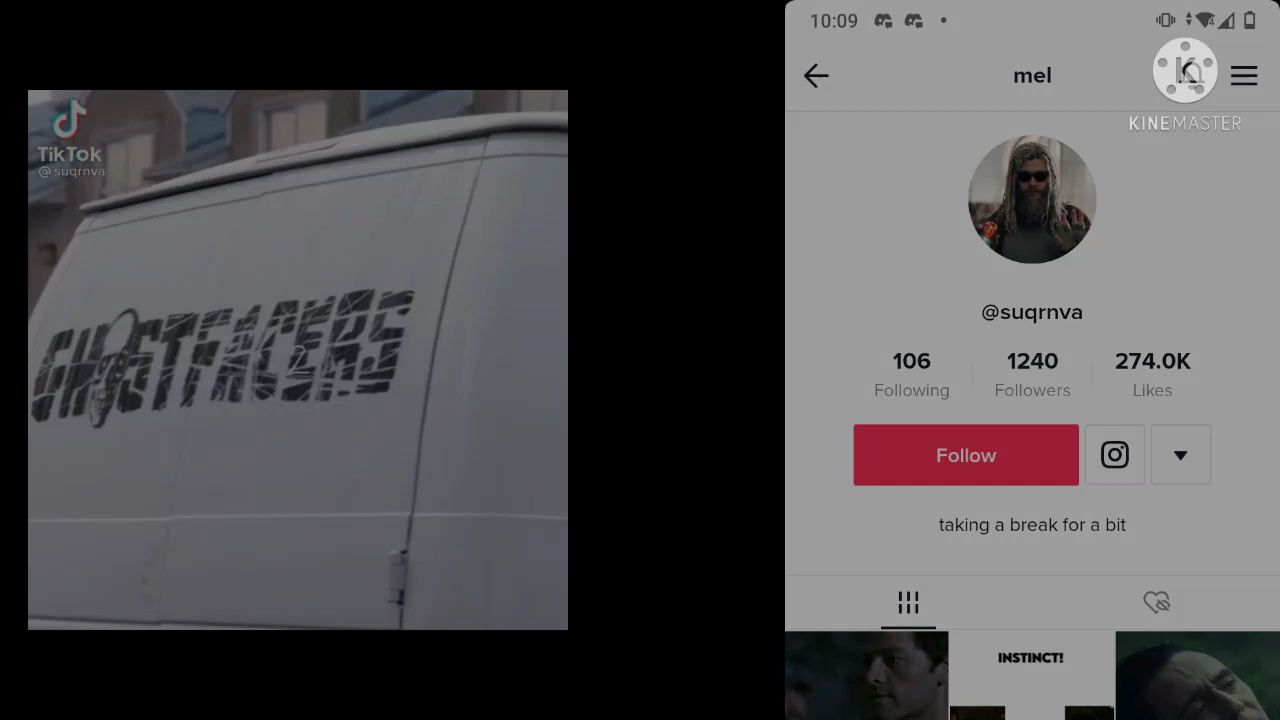 TikTok
@suqrnva
GHOSTFACERS
2
10:09
mel
KINEMASTER
@suqrnva
106
1240
274.0K
Following
Followers
Likes
Follow
taking a break for a bit
INSTINCT!